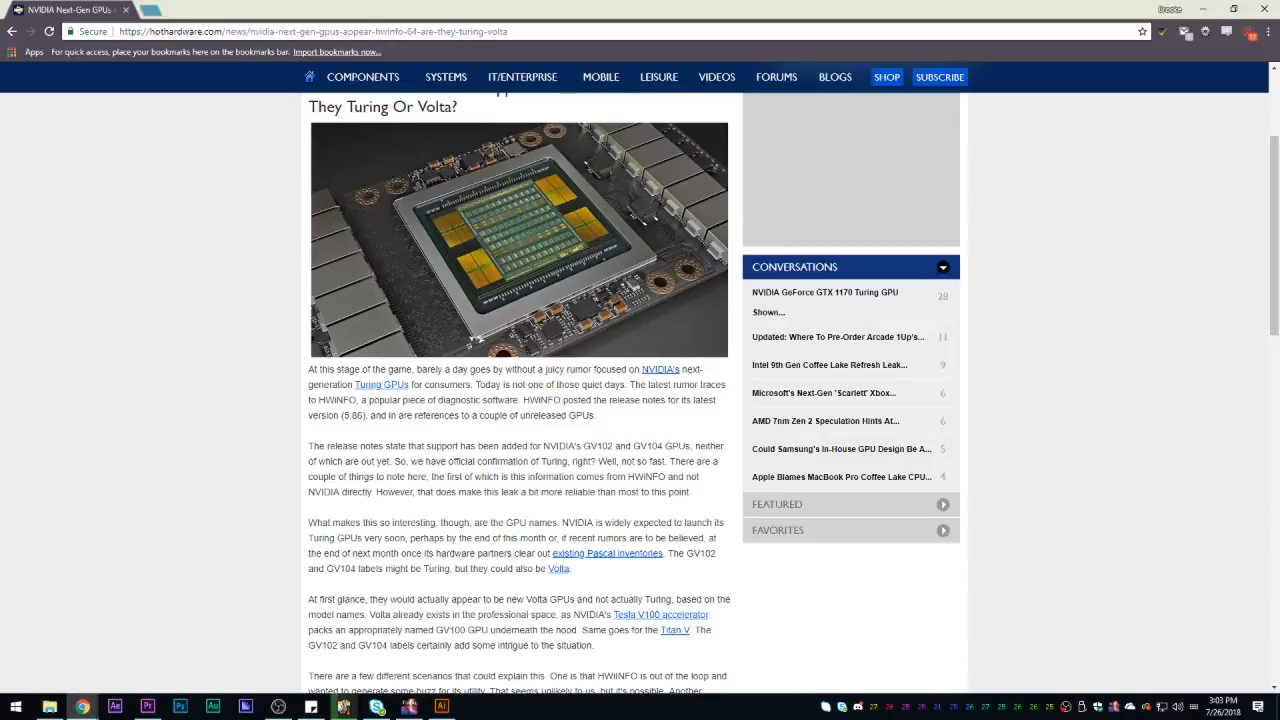 NVIDIA Next-Gen GPUs
Secure
https://hothardware.com/news/nvidia-next-gen-gpus-appear-hwinfo-64-are-they-turing-volta
Apps
For quick access, place your bookmarks here on the bookmarks bar. Import bookmarks now...
COMPONENTS
SYSTEMS
IT/ENTERPRISE
MOBILE
LEISURE
VIDEOS
FORUMS
BLOGS
SHOP
SUBSCRIBE
They Turing Or Volta?
At this stage of the game, barely a day goes by without a juicy rumor focused on NVIDIA's next-
generation Turing GPUs for consumers. Today is not one of those quiet days. The latest rumor traces
to HWiNFO, a popular piece of diagnostic software. HWiNFO posted the release notes for its latest
version (5.86), and in are references to a couple of unreleased GPUs.
The release notes state that support has been added for NVIDIA's GV102 and GV104 GPUs, neither
of which are out yet. So, we have official confirmation of Turing, right? Well, not so fast. There are a
couple of things to note here, the first of which is this information comes from HWiNFO and not
NVIDIA directly. However, that does make this leak a bit more reliable than most to this point.
What makes this so interesting, though, are the GPU names. NVIDIA is widely expected to launch its
Turing GPUs very soon, perhaps by the end of this month or, if recent rumors are to be believed, at
the end of next month once its hardware partners clear out existing Pascal inventories. The GV102
and GV104 labels might be Turing, but they could also be Volta.
At first glance, they would actually appear to be new Volta GPUs and not actually Turing, based on the
model names. Volta already exists in the professional space, as NVIDIA's Tesla V100 accelerator
packs an appropriately named GV100 GPU underneath the hood. Same goes for the Titan V. The
GV102 and GV104 labels certainly add some intrigue to the situation.
There are a few different scenarios that could explain this. One is that HWiINFO is out of the loop and
wanted to generate some buzz for its utility. That seems unlikely to us, but it's possible. Another
CONVERSATIONS
NVIDIA GeForce GTX 1170 Turing GPU
Shown...
28
Updated: Where To Pre-Order Arcade 1Up's...
11
Intel 9th Gen Coffee Lake Refresh Leak...
9
Microsoft's Next-Gen 'Scarlett' Xbox...
6
AMD 7nm Zen 2 Speculation Hints At...
6
Could Samsung's In-House GPU Design Be A...
5
Apple Blames MacBook Pro Coffee Lake CPU...
4
FEATURED
FAVORITES
3:03 PM
7/26/2018